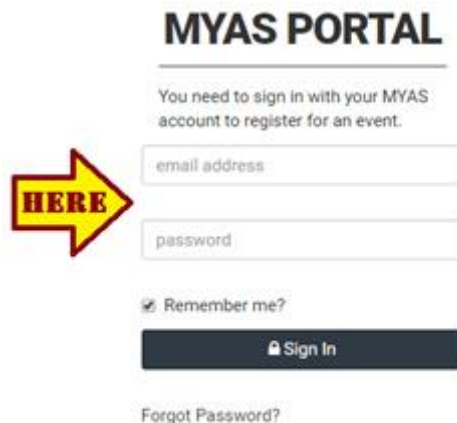 MYAS PORTAL
You need to sign in with your MYAS
account to register for an event.
email address
HERE
password
Remember me?
Sign In
Forgot Password?